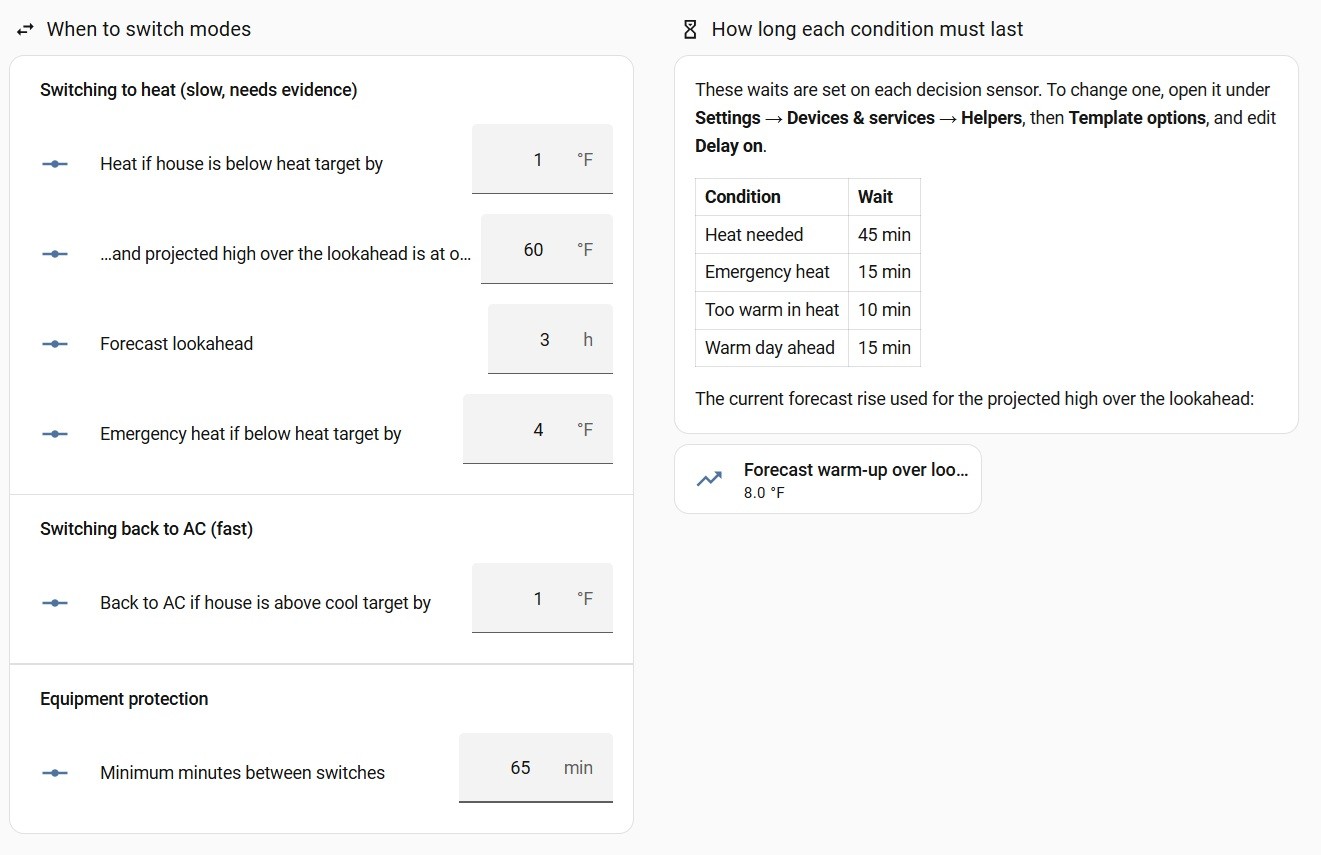 When to switch modes
Switching to heat (slow, needs evidence)
Heat if house is below heat target by 1 °F
...and projected high over the lookahead is at o... 60 °F
Forecast lookahead 3 h
Emergency heat if below heat target by 4 °F
Switching back to AC (fast)
Back to AC if house is above cool target by 1 °F
Equipment protection
Minimum minutes between switches 65 min
How long each condition must last
These waits are set on each decision sensor. To change one, open it under
Settings → Devices & services → Helpers, then Template options, and edit
Delay on.
Condition Wait
Heat needed 45 min
Emergency heat 15 min
Too warm in heat 10 min
Warm day ahead 15 min
The current forecast rise used for the projected high over the lookahead:
Forecast warm-up over loo...
8.0 °F